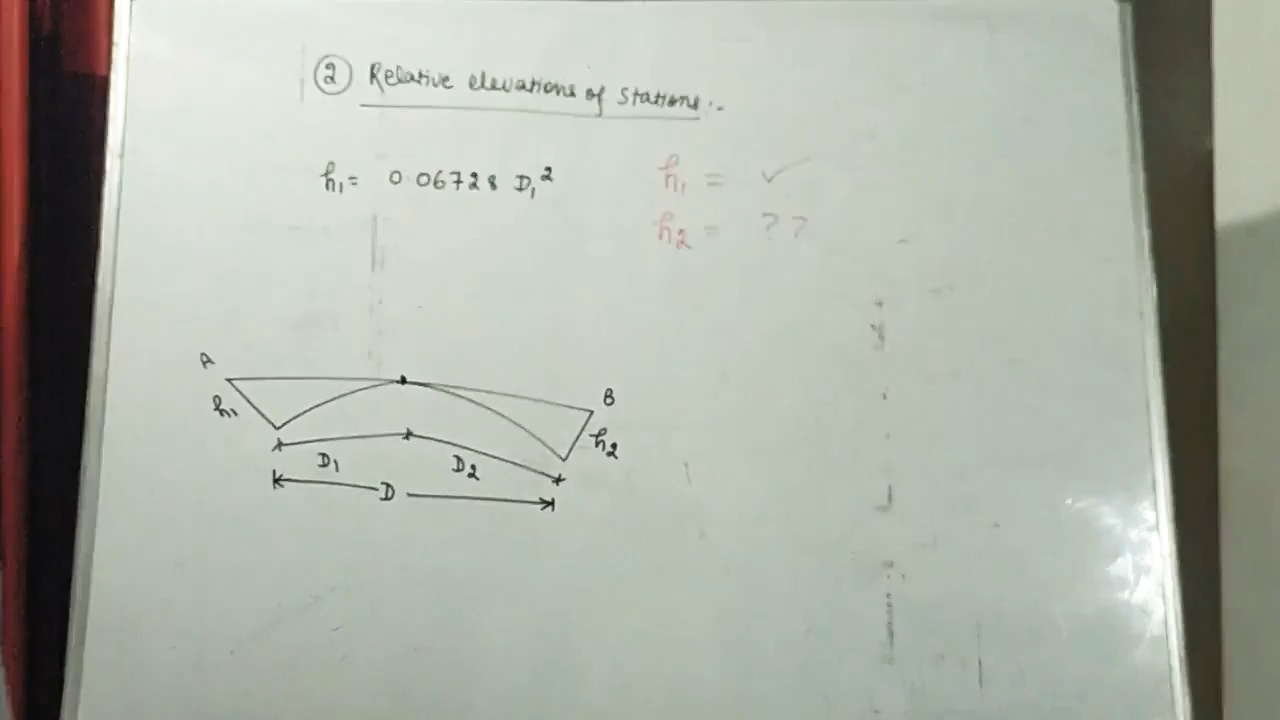 ② Relative elevations of stations :-
h₁ = 0.06728 D₁²
h₁ = ✓
h₂ = ??
A
B
h₁
h₂
D₁
D₂
D